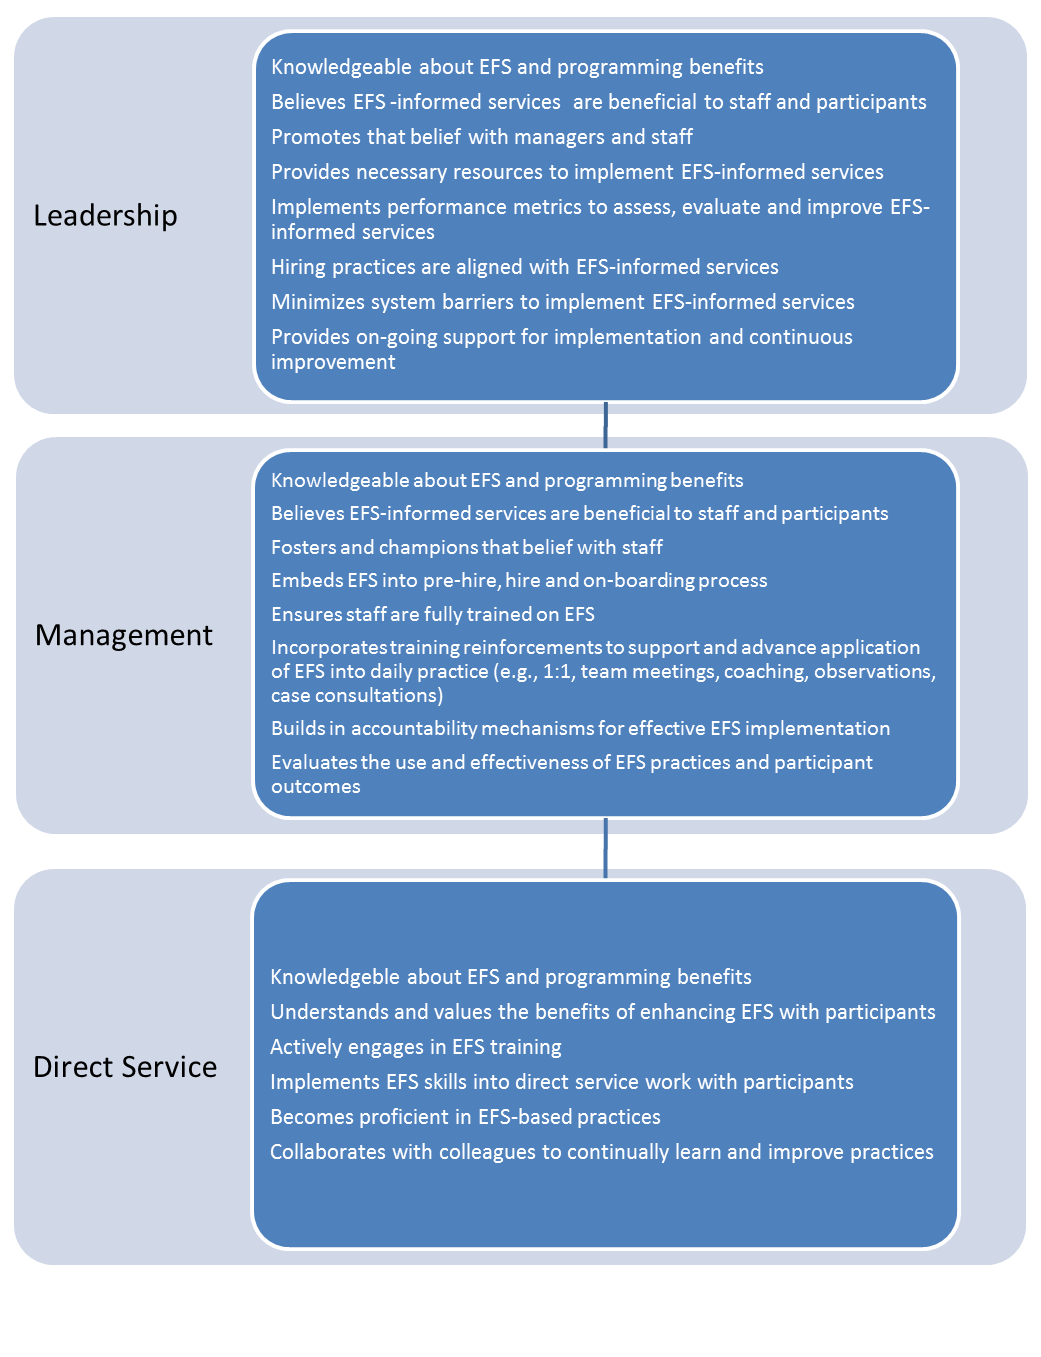 Leadership
Knowledgeable about EFS and programming benefits
Believes EFS -informed services are beneficial to staff and participants
Promotes that belief with managers and staff
Provides necessary resources to implement EFS-informed services
Implements performance metrics to assess, evaluate and improve EFS-
informed services
Hiring practices are aligned with EFS-informed services
Minimizes system barriers to implement EFS-informed services
Provides on-going support for implementation and continuous
improvement
Management
Knowledgeable about EFS and programming benefits
Believes EFS-informed services are beneficial to staff and participants
Fosters and champions that belief with staff
Embeds EFS into pre-hire, hire and on-boarding process
Ensures staff are fully trained on EFS
Incorporates training reinforcements to support and advance application
of EFS into daily practice (e.g., 1:1, team meetings, coaching, observations,
case consultations)
Builds in accountability mechanisms for effective EFS implementation
Evaluates the use and effectiveness of EFS practices and participant
outcomes
Direct Service
Knowledgeble about EFS and programming benefits
Understands and values the benefits of enhancing EFS with participants
Actively engages in EFS training
Implements EFS skills into direct service work with participants
Becomes proficient in EFS-based practices
Collaborates with colleagues to continually learn and improve practices